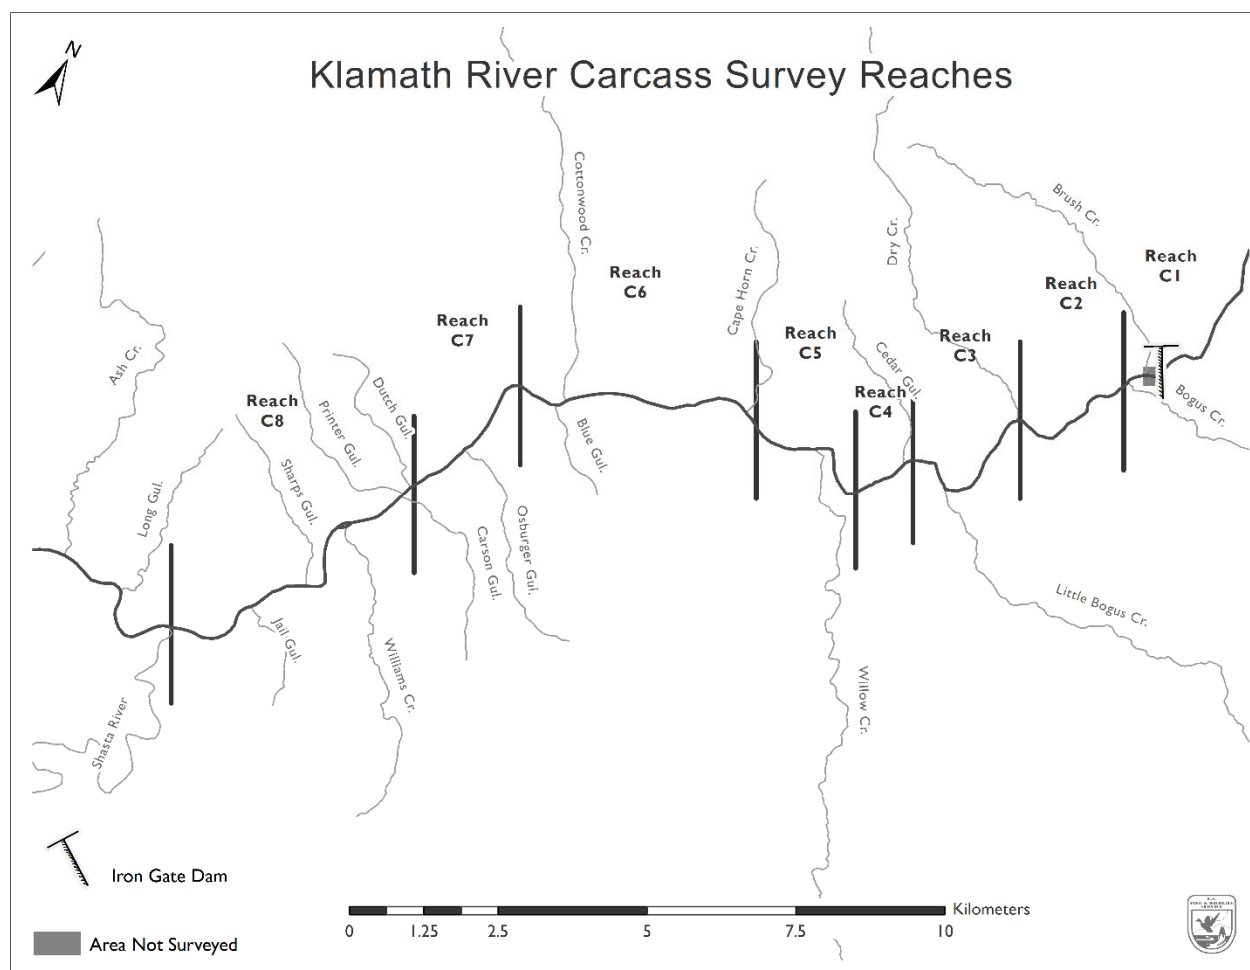 N
Klamath River Carcass Survey Reaches
Cottonwood Cr.
Brush Cr.
Dry Cr.
Cape Horn Cr.
Reach
C1
Reach
C2
Reach
C6
Reach
C7
Reach
C5
Reach
C3
Ash Cr.
Cedar Gul.
Reach
C4
Reach
C8
Dutch Gul.
Printer Gul.
Bogus Cr.
Blue Gul.
Long Gul.
Sharps Gul.
Carson Gul.
Osburger Gul.
Little Bogus Cr.
Jail Gul.
Williams Cr.
Willow Cr.
Shasta River
Iron Gate Dam
Area Not Surveyed
Kilometers
0 1.25 2.5 5 7.5 10
U.S.
FISH & WILDLIFE
SERVICE